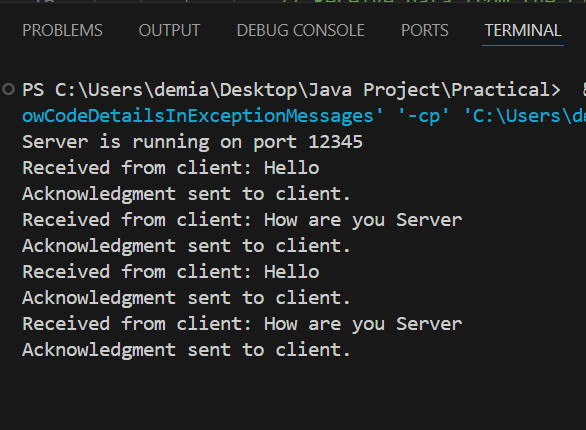 PROBLEMS OUTPUT DEBUG CONSOLE PORTS TERMINAL
PS C:\Users\demia\Desktop\Java Project\Practical>
owCodeDetailsInExceptionMessages' '-cp' 'C:\Users\de
Server is running on port 12345
Received from client: Hello
Acknowledgment sent to client.
Received from client: How are you Server
Acknowledgment sent to client.
Received from client: Hello
Acknowledgment sent to client.
Received from client: How are you Server
Acknowledgment sent to client.